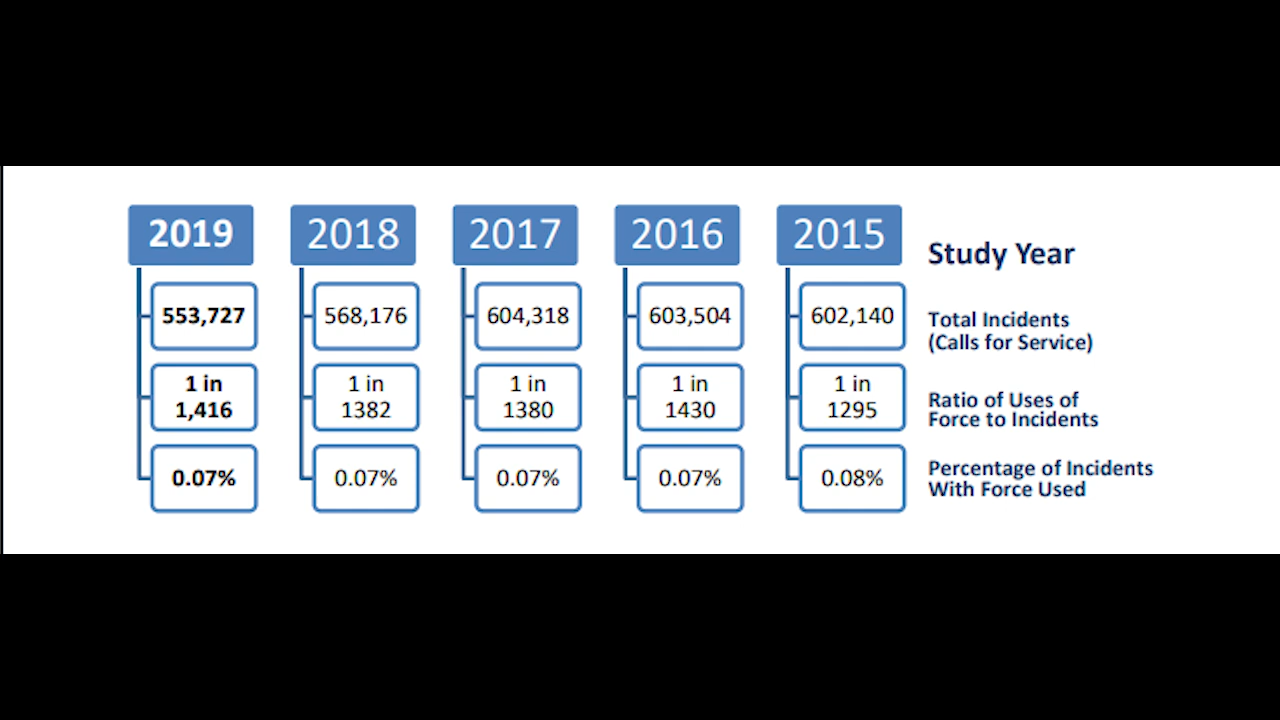 2019 2018 2017 2016 2015 Study Year
553,727 568,176 604,318 603,504 602,140 Total Incidents
(Calls for Service)
1 in 1 in 1 in 1 in 1 in Ratio of Uses of
1,416 1382 1380 1430 1295 Force to Incidents
0.07% 0.07% 0.07% 0.07% 0.08% Percentage of Incidents
With Force Used